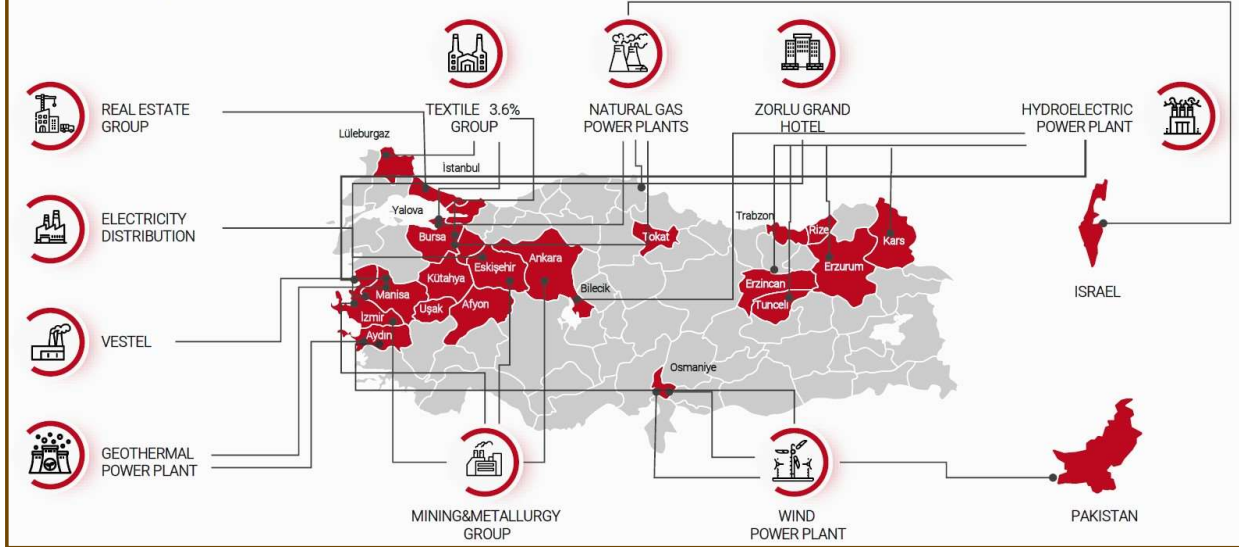 REAL ESTATE
GROUP
TEXTILE 3.6%
GROUP
NATURAL GAS
POWER PLANTS
ZORLU GRAND
HOTEL
HYDROELECTRIC
POWER PLANT
Lüleburgaz
İstanbul
ELECTRICITY
DISTRIBUTION
Yalova
Bursa
Tokat
Trabzon
Rize
Kars
Eskişehir
Ankara
Erzurum
Kütahya
Bilecik
Erzincan
Manisa
Tunceli
ISRAEL
Uşak
Afyon
İzmir
VESTEL
Aydın
Osmaniye
GEOTHERMAL
POWER PLANT
MINING&METALLURGY
GROUP
WIND
POWER PLANT
PAKISTAN